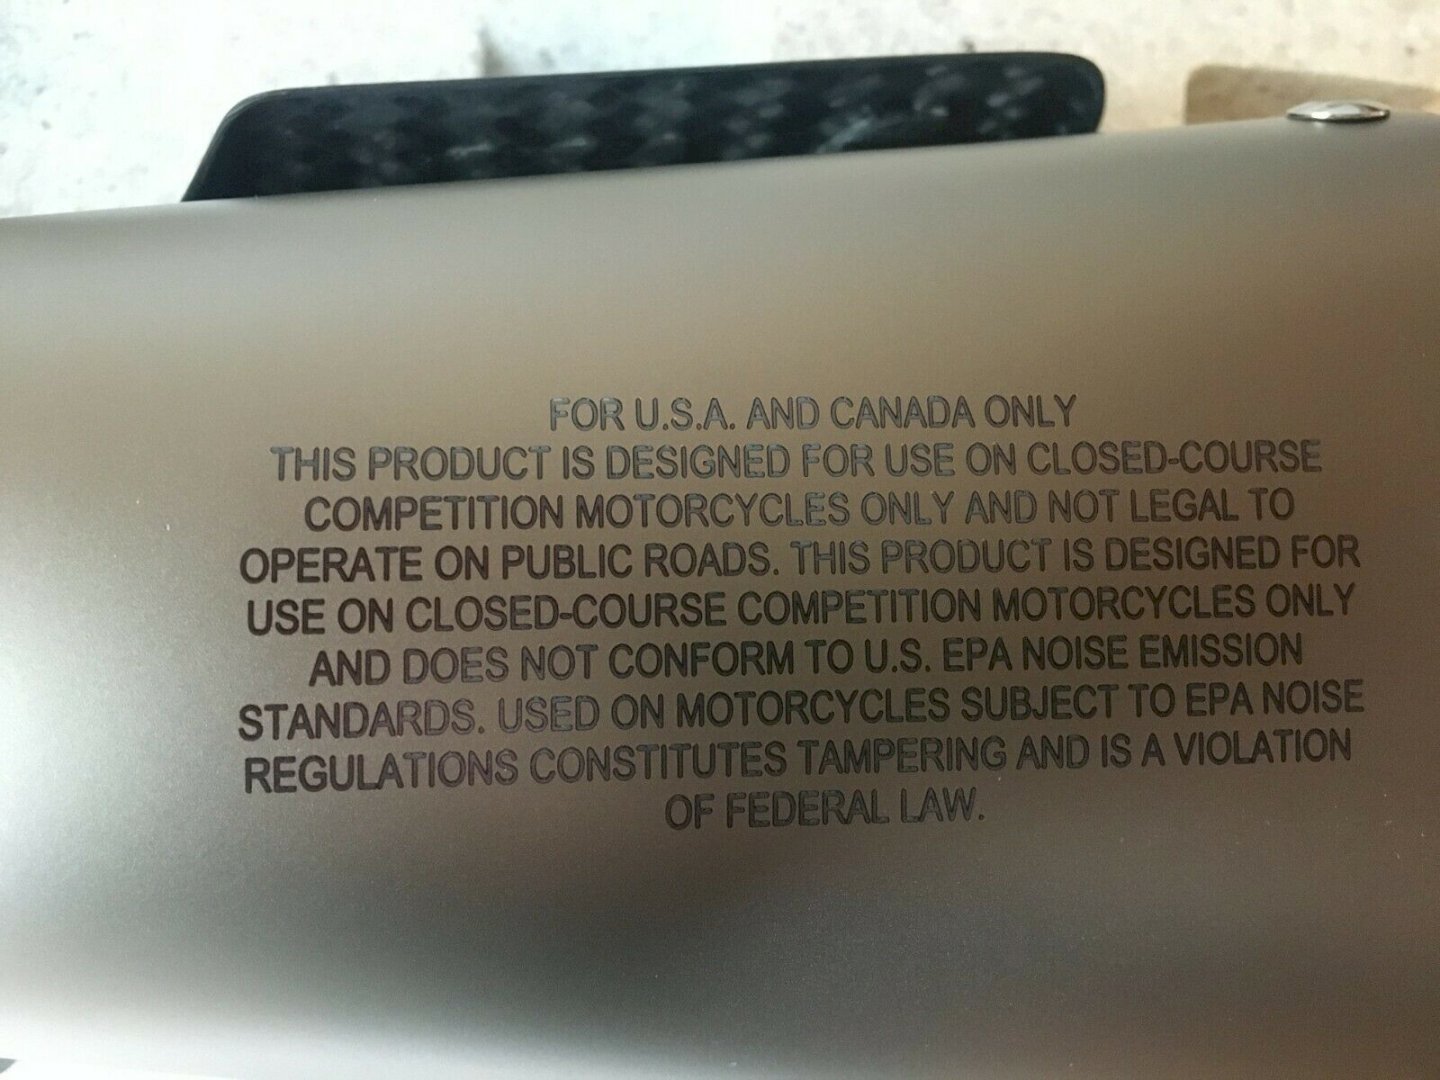 FOR U.S.A. AND CANADA ONLY
THIS PRODUCT IS DESIGNED FOR USE ON CLOSED-COURSE
COMPETITION MOTORCYCLES ONLY AND NOT LEGAL TO
OPERATE ON PUBLIC ROADS. THIS PRODUCT IS DESIGNED FOR
USE ON CLOSED-COURSE COMPETITION MOTORCYCLES ONLY
AND DOES NOT CONFORM TO U.S. EPA NOISE EMISSION
STANDARDS. USED ON MOTORCYCLES SUBJECT TO EPA NOISE
REGULATIONS CONSTITUTES TAMPERING AND IS A VIOLATION
OF FEDERAL LAW.